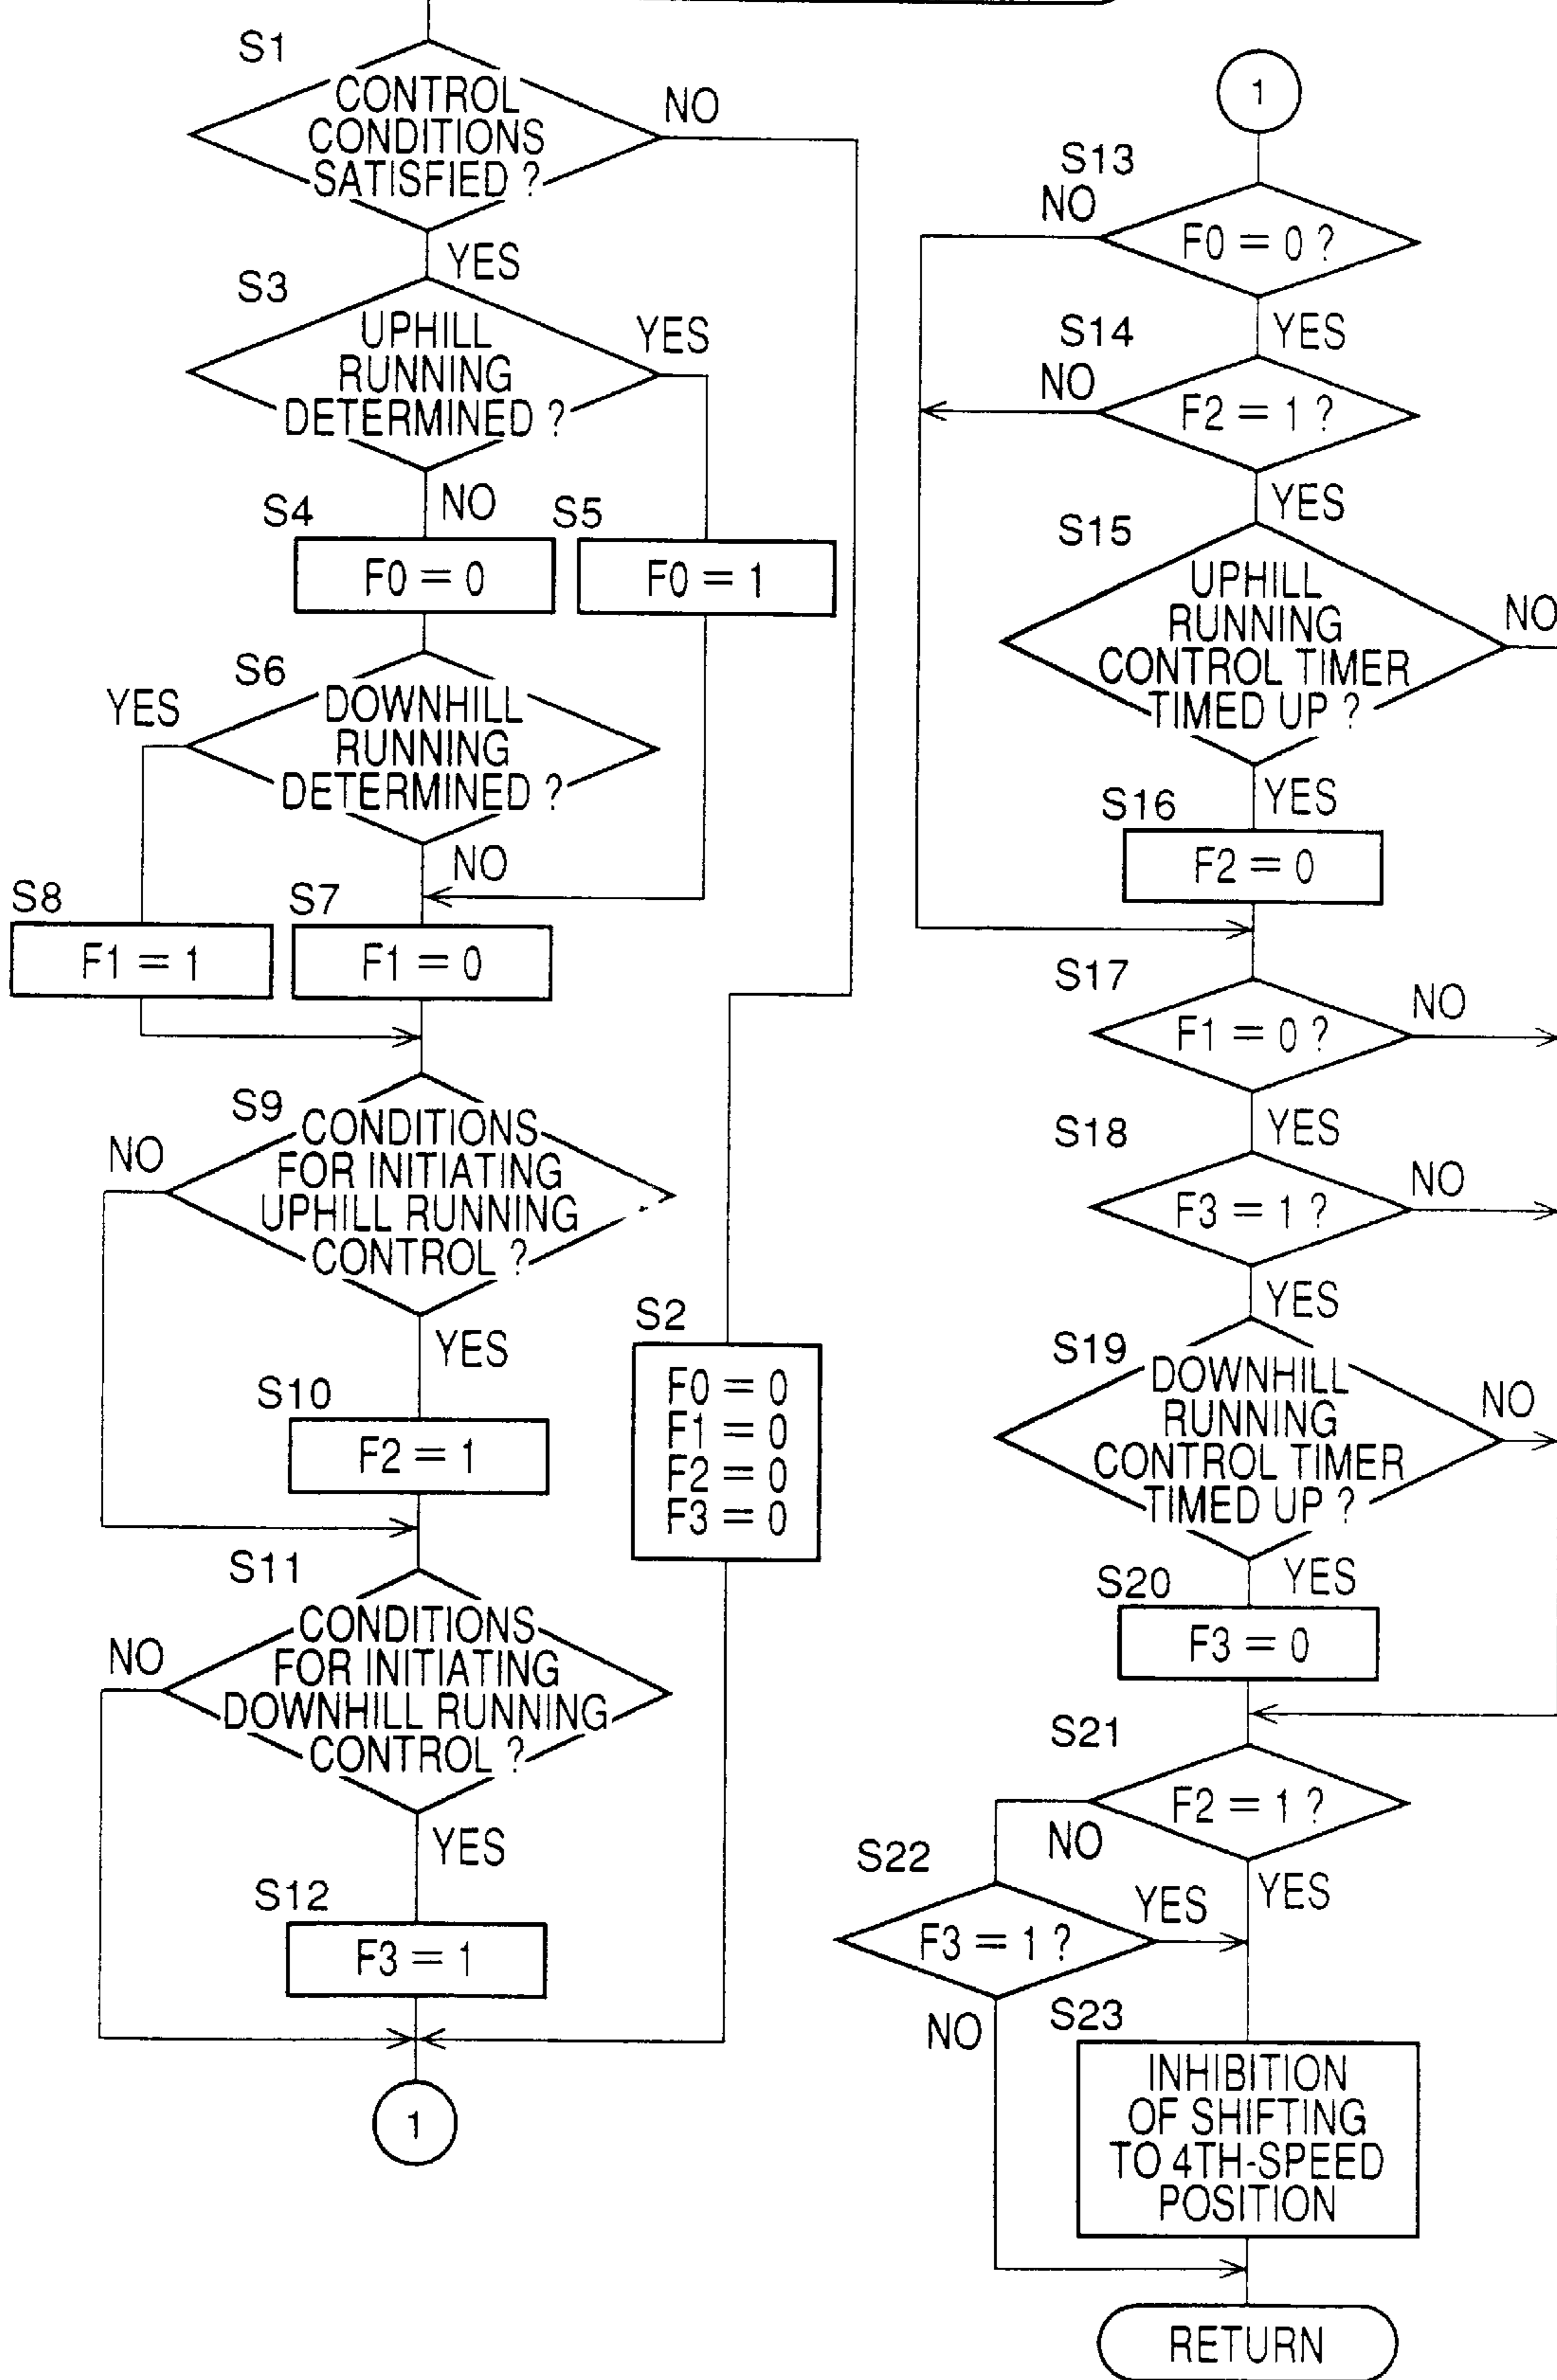 S1
CONTROL
CONDITIONS
SATISFIED ?
NO
YES
S3
UPHILL
RUNNING
DETERMINED ?
YES
NO
S4
F0 = 0
S5
F0 = 1
S6
DOWNHILL
RUNNING
DETERMINED ?
YES
NO
S8
F1 = 1
S7
F1 = 0
S9
CONDITIONS
FOR INITIATING
UPHILL RUNNING
CONTROL ?
NO
YES
S10
F2 = 1
S2
F0 = 0
F1 = 0
F2 = 0
F3 = 0
S11
CONDITIONS
FOR INITIATING
DOWNHILL RUNNING
CONTROL ?
NO
YES
S12
F3 = 1
1
1
S13
F0 = 0 ?
NO
YES
S14
F2 = 1 ?
NO
YES
S15
UPHILL
RUNNING
CONTROL TIMER
TIMED UP ?
NO
YES
S16
F2 = 0
S17
F1 = 0 ?
NO
YES
S18
F3 = 1 ?
NO
YES
S19
DOWNHILL
RUNNING
CONTROL TIMER
TIMED UP ?
NO
YES
S20
F3 = 0
S21
F2 = 1 ?
NO
YES
S22
F3 = 1 ?
YES
NO
S23
INHIBITION
OF SHIFTING
TO 4TH-SPEED
POSITION
RETURN